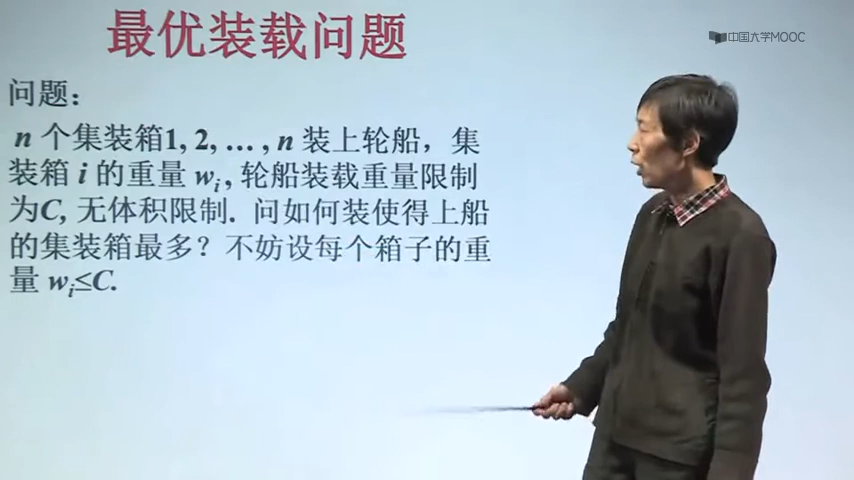 最优装载问题
中国大学MOOC
问题：
n 个集装箱1, 2, … , n 装上轮船，集
装箱 i 的重量 wi , 轮船装载重量限制
为C, 无体积限制. 问如何装使得上船
的集装箱最多？不妨设每个箱子的重
量 wi≤C.